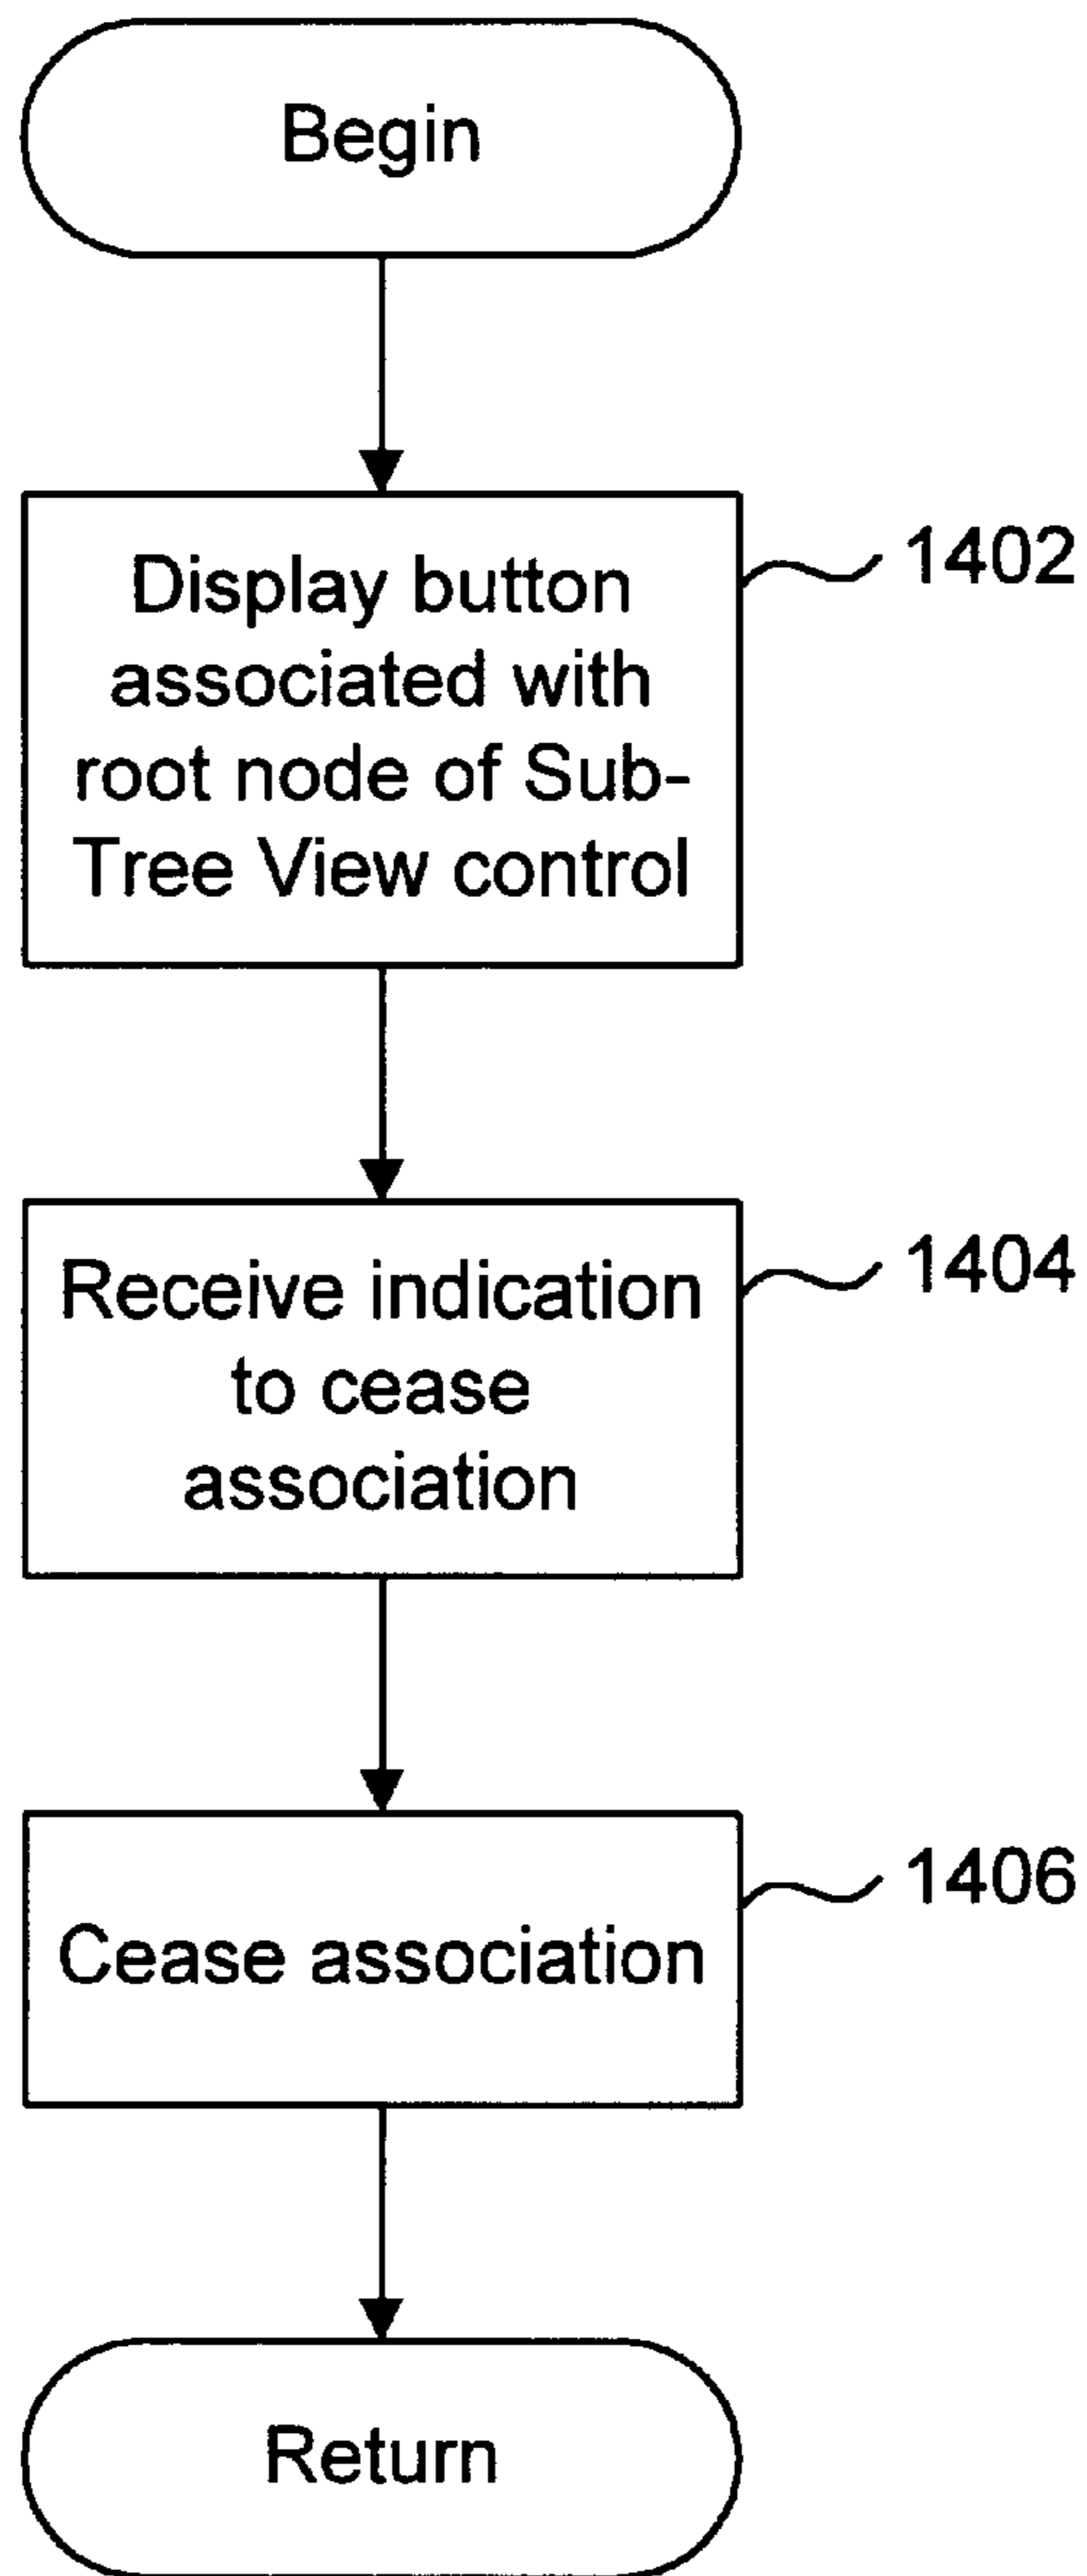 Begin
Display button
associated with
root node of Sub-
Tree View control
1402
Receive indication
to cease
association
1404
Cease association
1406
Return